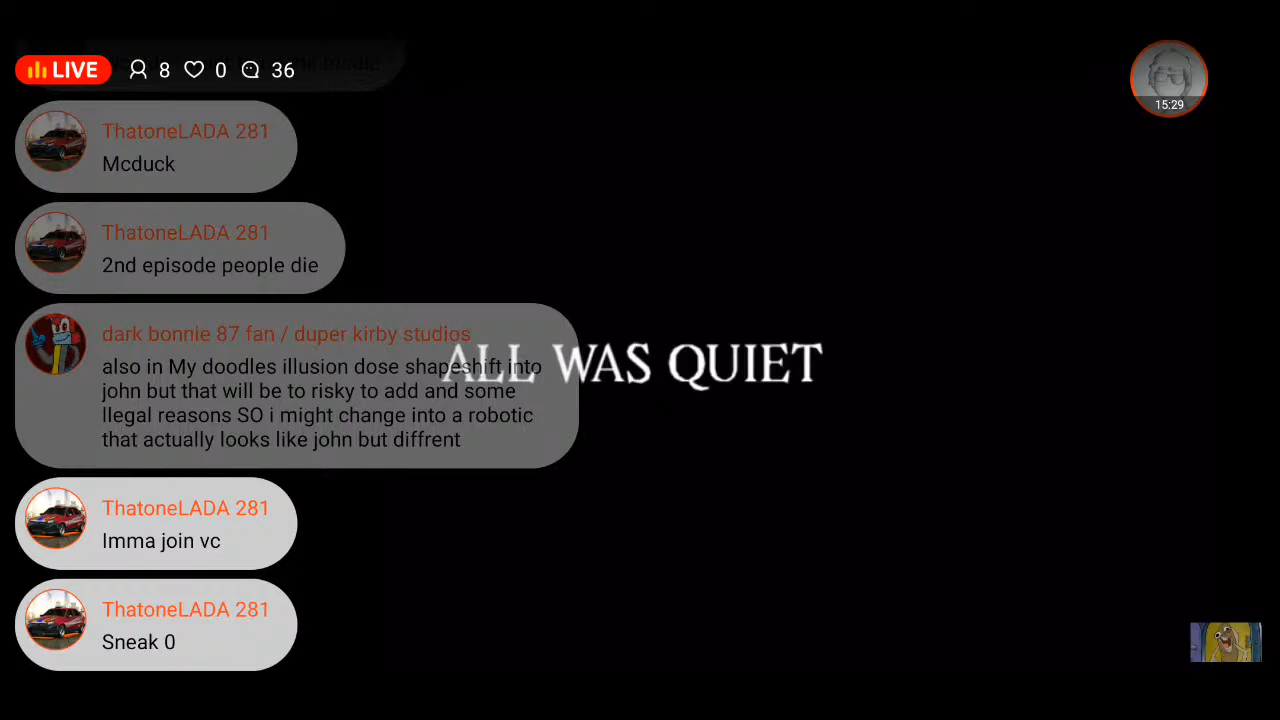 LIVE 8 0 36
15:29
ThatoneLADA 281
Mcduck
ThatoneLADA 281
2nd episode people die
dark bonnie 87 fan / duper kirby studios
also in My doodles illusion dose shapeshift into
john but that will be to risky to add and some
llegal reasons SO i might change into a robotic
that actually looks like john but diffrent
ALL WAS QUIET
ThatoneLADA 281
Imma join vc
ThatoneLADA 281
Sneak 0